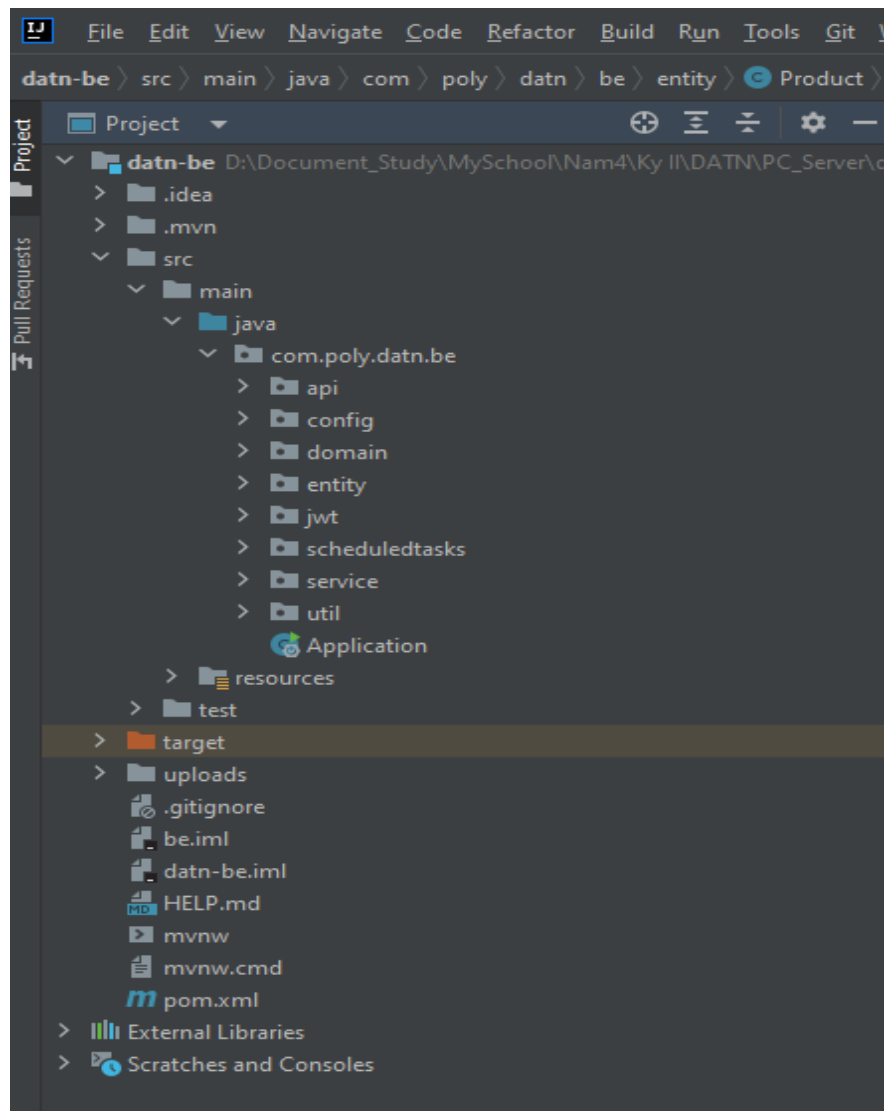 IJ File Edit View Navigate Code Refactor Build Run Tools Git
datn-be 〉 src 〉 main 〉 java 〉 com 〉 poly 〉 datn 〉 be 〉 entity 〉 C Product 〉
Project
Pull Requests
Project
datn-be D:\Document_Study\MySchool\Nam4\Ky II\DATN\PC_Server\
.idea
.mvn
src
main
java
com.poly.datn.be
api
config
domain
entity
jwt
scheduledtasks
service
util
Application
resources
test
target
uploads
.gitignore
be.iml
datn-be.iml
MD HELP.md
mvnw
mvnw.cmd
m pom.xml
External Libraries
Scratches and Consoles